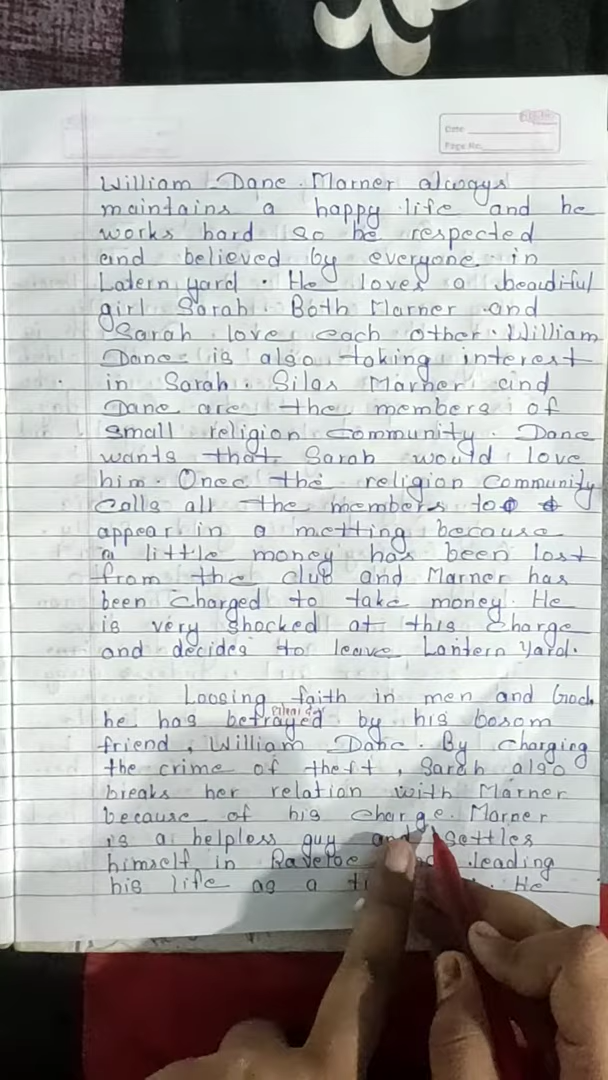 Date
Page No.
William Dane. Marner always
maintains a happy life and he
works hard so he respected
and believed by everyone in
Latern yard. He loves a beautiful
girl Sarah. Both Marner and
Sarah love each other. William
Dane is also taking interest
in Sarah. Silas Marner and
Dane are the members of
small religion community. Dane
wants that Sarah would love
him. Once the religion community
Calls all the members to
appear in a metting because
a little money has been lost
from the club and Marner has
been charged to take money. He
is very shocked at this charge
and decides to leave Lantern Yard.
Loosing faith in men and God,
he has betrayed by his bosom
friend, William Dane. By charging
the crime of theft, Sarah also
breaks her relation with Marner
because of his charge. Marner
is a helpless guy and settles
himself in Raveloe leading
his life as a He